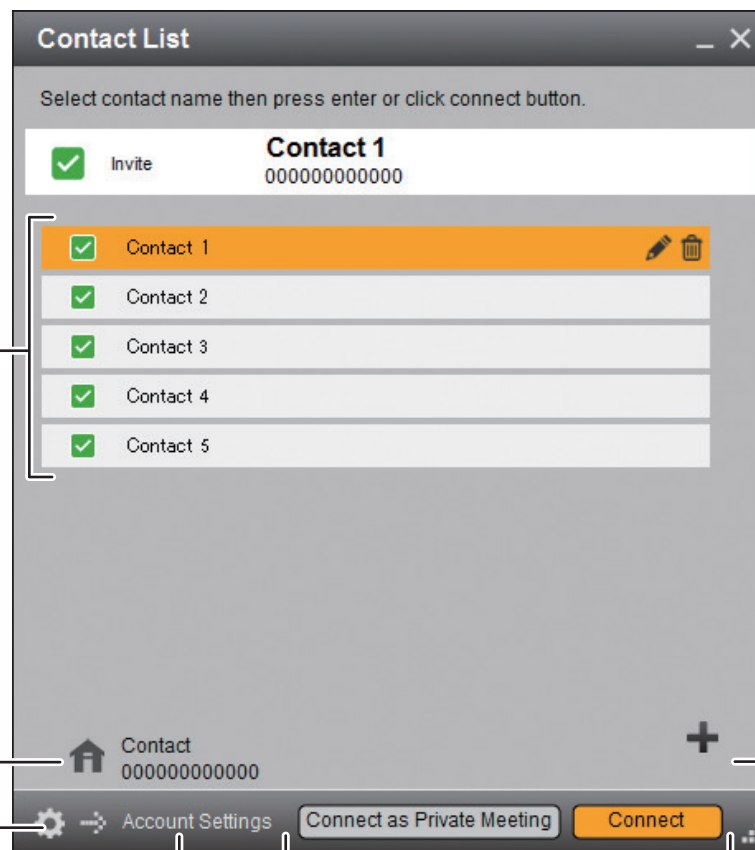 Contact List
Select contact name then press enter or click connect button.
Invite
Contact 1
000000000000
Contact 1
Contact 2
Contact 3
Contact 4
Contact 5
Contact
000000000000
Account Settings
Connect as Private Meeting
Connect